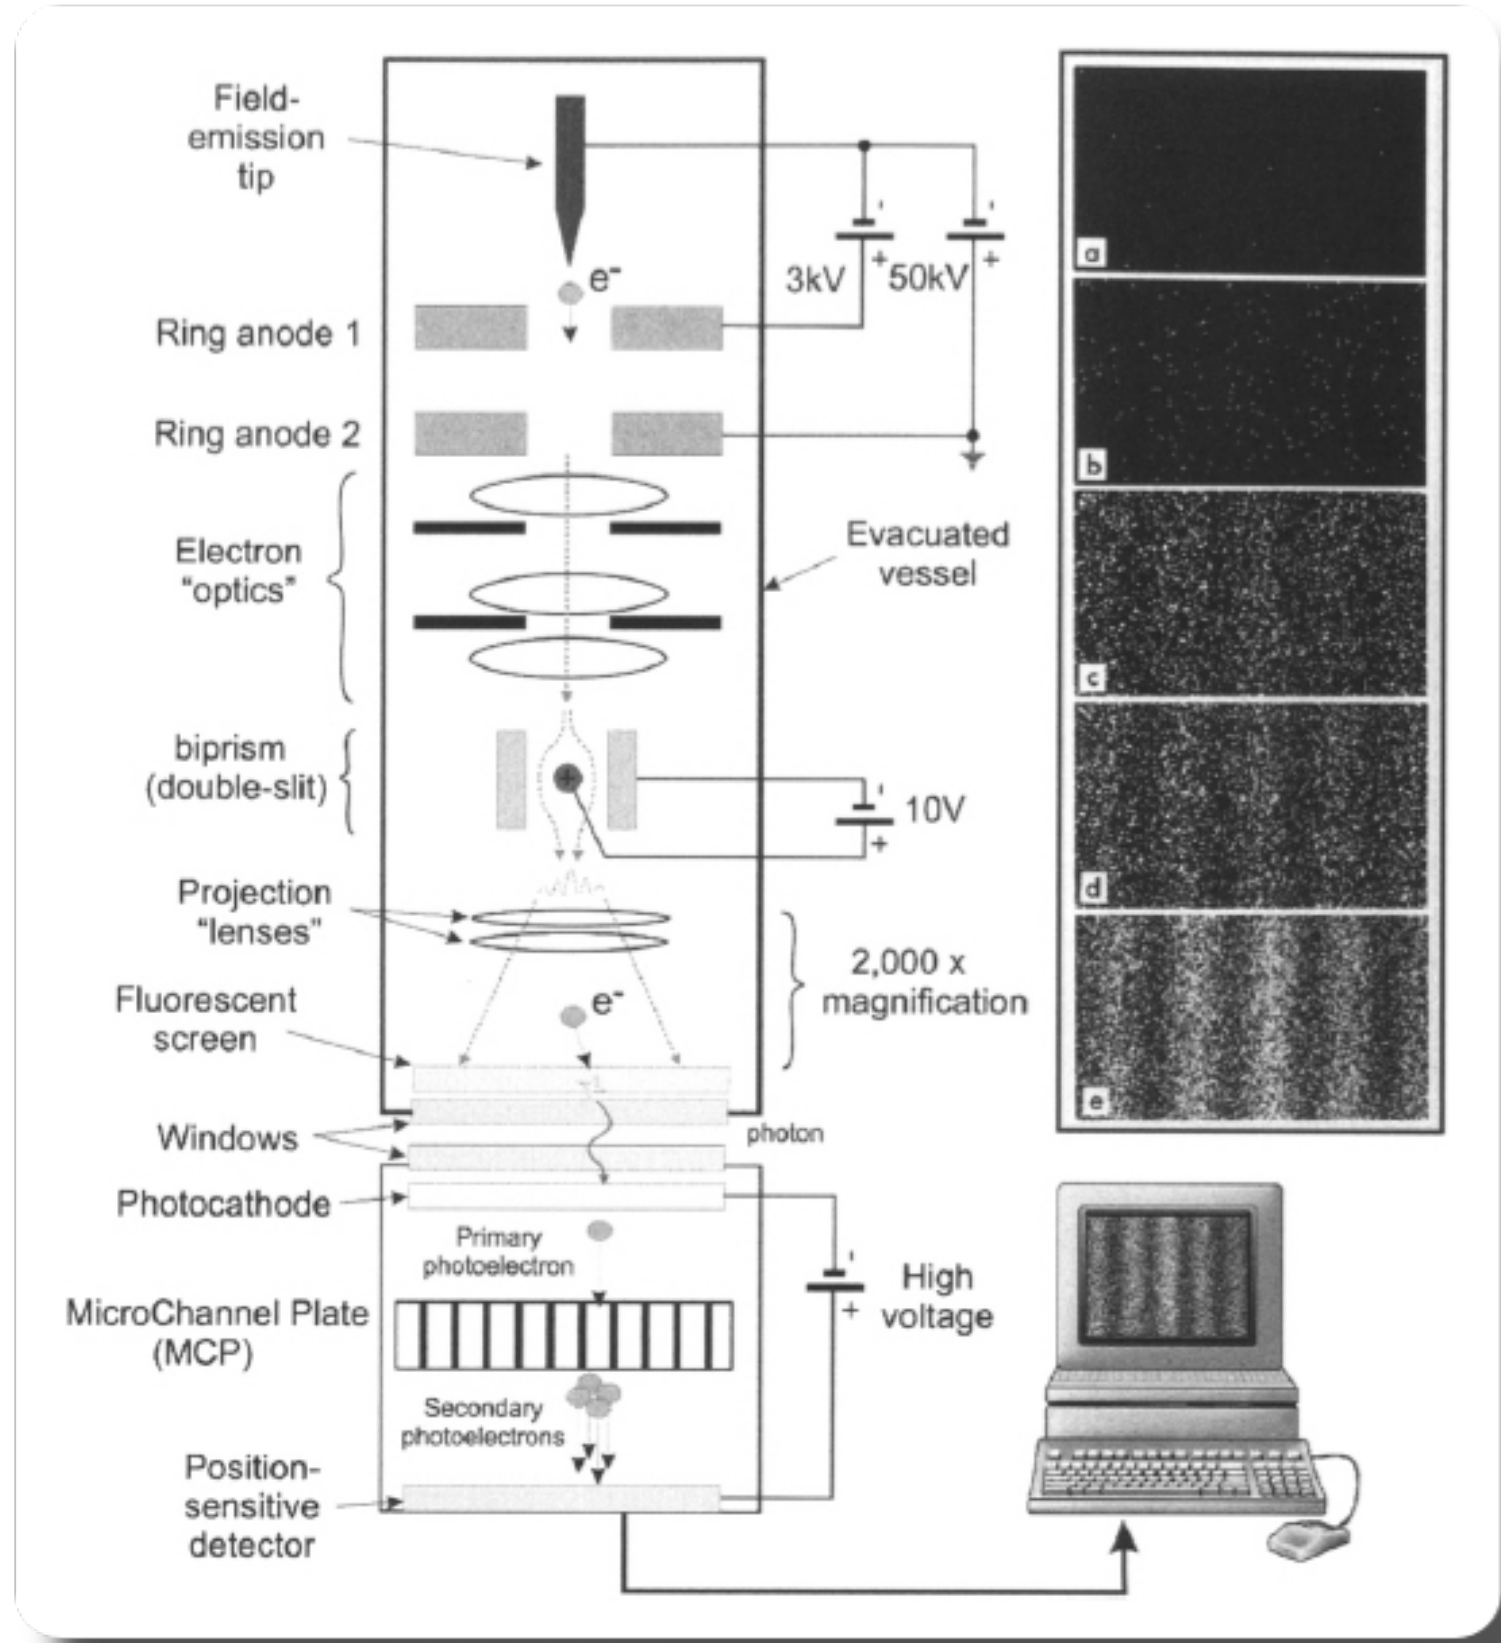 Field-
emission
tip
e-
3kV
+
50kV
+
Ring anode 1
Ring anode 2
Electron
"optics"
Evacuated
vessel
biprism
(double-slit)
+
10V
+
Projection
"lenses"
2,000 x
magnification
Fluorescent
screen
e-
Windows
photon
Photocathode
Primary
photoelectron
High
voltage
+
MicroChannel Plate
(MCP)
Secondary
photoelectrons
Position-
sensitive
detector
a
b
c
d
e